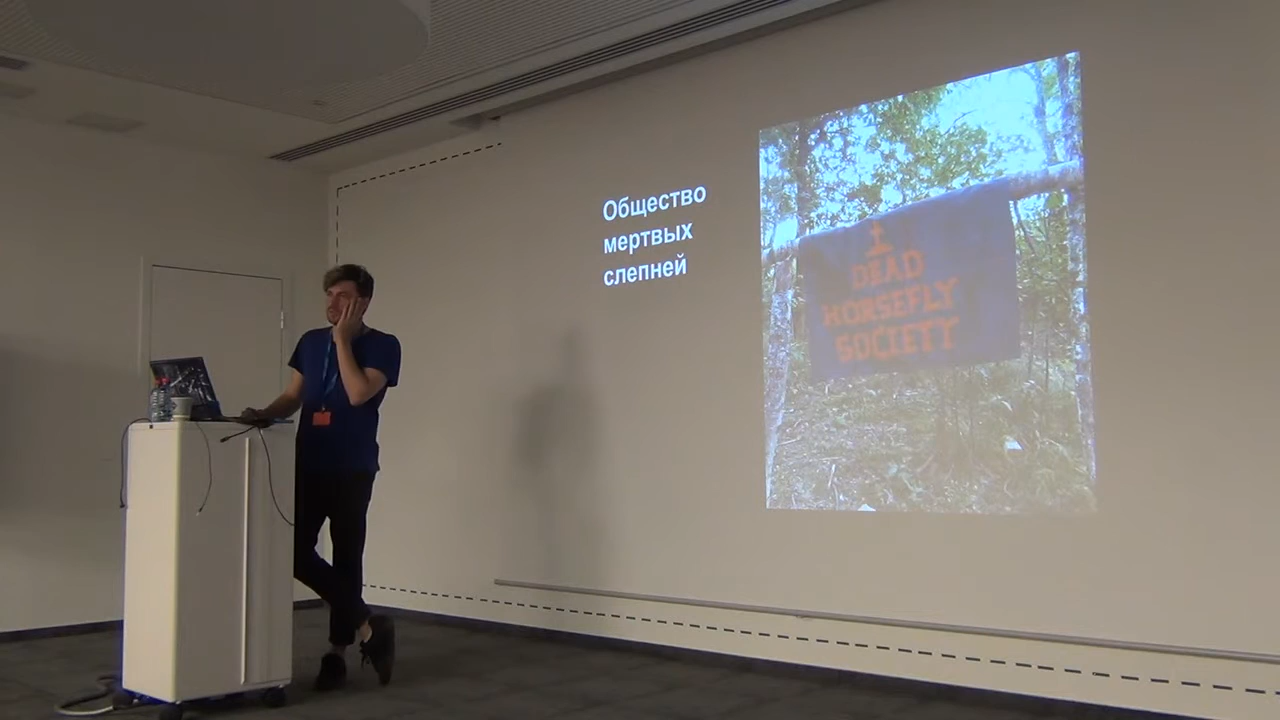 Общество
мертвых
слепней
DEAD
HORSEFLY
SOCIETY